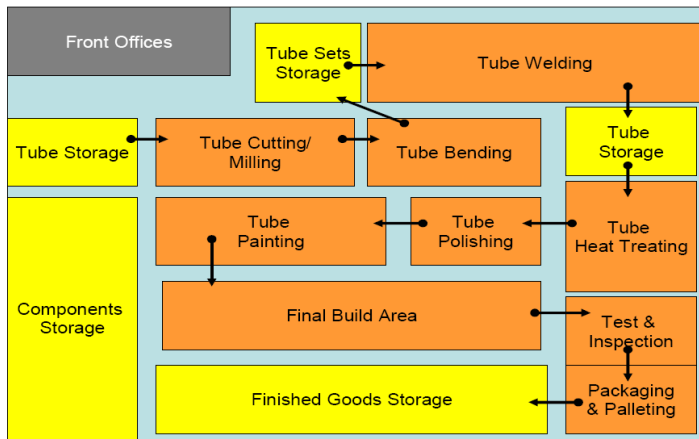 Front Offices
Tube Sets
Storage
Tube Welding
Tube Storage
Tube Cutting/
Milling
Tube Bending
Tube
Storage
Components
Storage
Tube
Painting
Tube
Polishing
Tube
Heat Treating
Final Build Area
Test &
Inspection
Finished Goods Storage
Packaging
& Palleting